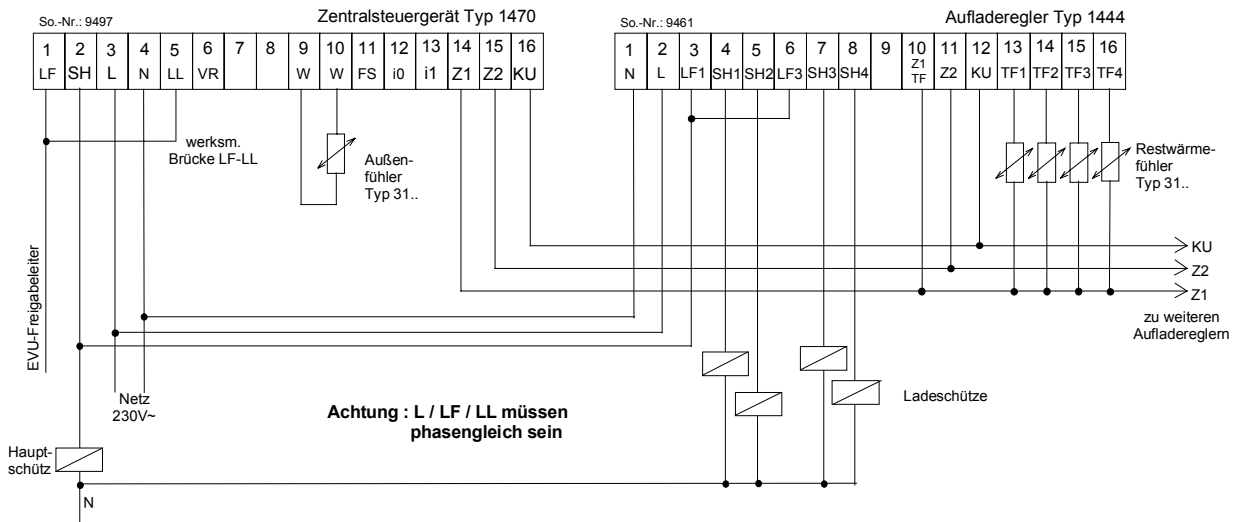 So.-Nr.: 9497
Zentralsteuergerät Typ 1470
1 2 3 4 5 6 7 8 9 10 11 12 13 14 15 16
LF SH L N LL VR W W FS i0 i1 Z1 Z2 KU
So.-Nr.: 9461
Aufladeregler Typ 1444
1 2 3 4 5 6 7 8 9 10 11 12 13 14 15 16
N L LF1 SH1 SH2 LF3 SH3 SH4 Z1 TF Z2 KU TF1 TF2 TF3 TF4
werksm.
Brücke LF-LL
Außen-
fühler
Typ 31..
Restwärme-
fühler
Typ 31..
KU
Z2
Z1
zu weiteren
Aufladereglern
EVU-Freigabeleiter
Netz
230V~
Achtung : L / LF / LL müssen
phasengleich sein
Ladeschütze
Haupt-
schütz
N